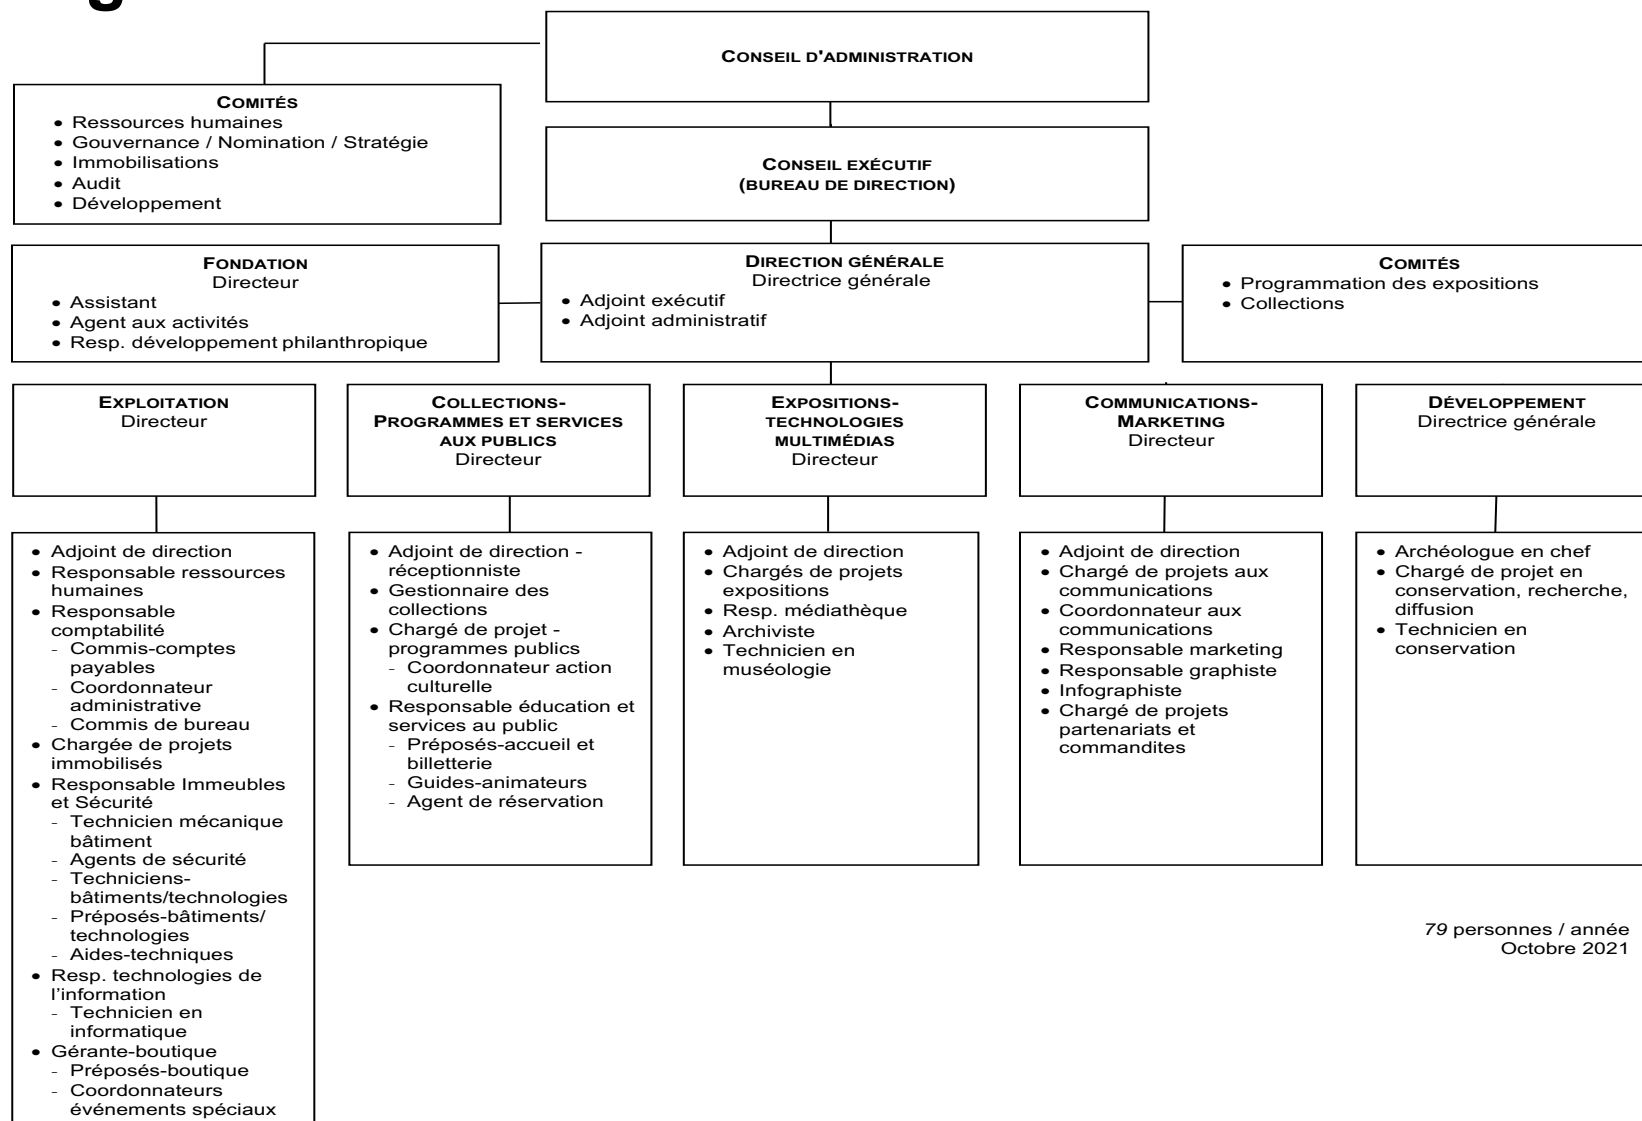 CONSEIL D'ADMINISTRATION
COMITÉS
• Ressources humaines
• Gouvernance / Nomination / Stratégie
• Immobilisations
• Audit
• Développement
CONSEIL EXÉCUTIF
(BUREAU DE DIRECTION)
FONDATION
Directeur
• Assistant
• Agent aux activités
• Resp. développement philanthropique
DIRECTION GÉNÉRALE
Directrice générale
• Adjoint exécutif
• Adjoint administratif
COMITÉS
• Programmation des expositions
• Collections
EXPLOITATION
Directeur
COLLECTIONS-
PROGRAMMES ET SERVICES
AUX PUBLICS
Directeur
EXPOSITIONS-
TECHNOLOGIES
MULTIMÉDIAS
Directeur
COMMUNICATIONS-
MARKETING
Directeur
DÉVELOPPEMENT
Directrice générale
• Adjoint de direction
• Responsable ressources
humaines
• Responsable
comptabilité
- Commis-comptes
payables
- Coordonnateur
administrative
- Commis de bureau
• Chargée de projets
immobilisés
• Responsable Immeubles
et Sécurité
- Technicien mécanique
bâtiment
- Agents de sécurité
- Techniciens-
bâtiments/technologies
- Préposés-bâtiments/
technologies
- Aides-techniques
• Resp. technologies de
l'information
- Technicien en
informatique
• Gérante-boutique
- Préposés-boutique
- Coordonnateurs
événements spéciaux
• Adjoint de direction -
réceptionniste
• Gestionnaire des
collections
• Chargé de projet -
programmes publics
- Coordonnateur action
culturelle
• Responsable éducation et
services au public
- Préposés-accueil et
billetterie
- Guides-animateurs
- Agent de réservation
• Adjoint de direction
• Chargés de projets
expositions
• Resp. médiathèque
• Archiviste
• Technicien en
muséologie
• Adjoint de direction
• Chargé de projets aux
communications
• Coordonnateur aux
communications
• Responsable marketing
• Responsable graphiste
• Infographiste
• Chargé de projets
partenariats et
commandites
• Archéologue en chef
• Chargé de projet en
conservation, recherche,
diffusion
• Technicien en
conservation
79 personnes / année
Octobre 2021